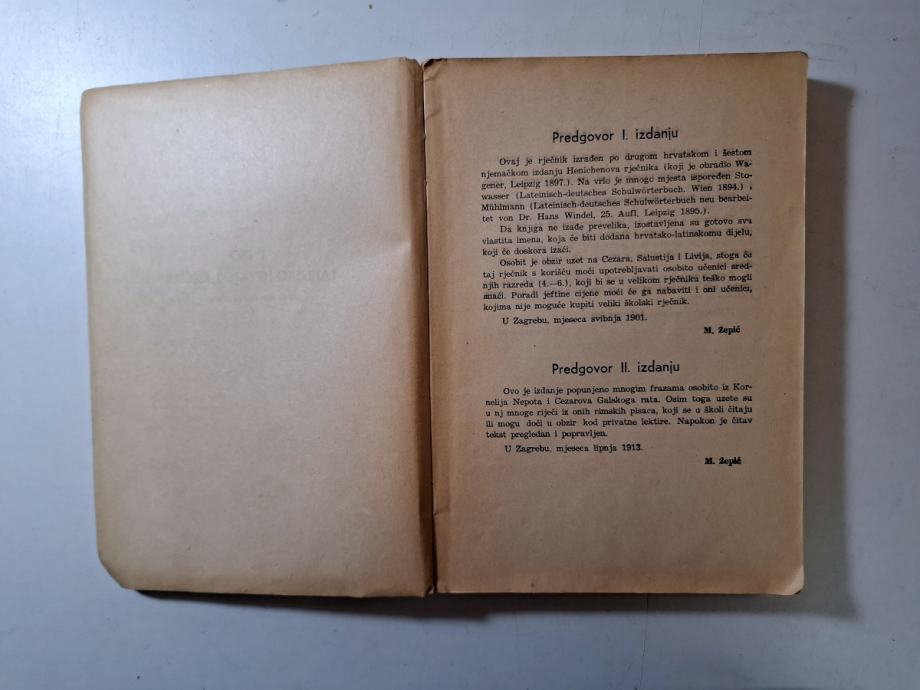 Predgovor I. izdanju
Ovaj je rječnik izrađen po drugom hrvatskom i šestom
njemačkom izdanju Henichenova rječnika (koji je obradio Wa-
gener, Leipzig 1897.). Na vrlo je mnogo mjesta ispoređen Sto-
wasser (Lateinisch-deutsches Schulwörterbuch. Wien 1894.) i
Mühlmann (Lateinisch-deutsches Schulwörterbuch neu bearbei-
tet von Dr. Hans Windel, 25. Aufl. Leipzig 1895.).
Da knjiga ne izađe prevelika, izostavljena su gotovo sva
vlastita imena, koja će biti dodana hrvatsko-latinskomu dijelu,
koji će doskora izaći.
Osobit je obzir uzet na Cezara, Salustija i Livija, stoga će
taj rječnik s korišću moći upotrebljavati osobito učenici sred-
njih razreda (4.—6.), koji bi se u velikom rječniku teško mogli
snaći. Poradi jeftine cijene moći će ga nabaviti i oni učenici,
kojima nije moguće kupiti veliki školski rječnik.
U Zagrebu, mjeseca svibnja 1901.
M. Žepić
Predgovor II. izdanju
Ovo je izdanje popunjeno mnogim frazama osobito iz Kor-
nelija Nepota i Cezarova Galskoga rata. Osim toga uzete su
u nj mnoge riječi iz onih rimskih pisaca, koji se u školi čitaju
ili mogu doći u obzir kod privatne lektire. Napokon je čitav
tekst pregledan i popravljen.
U Zagrebu, mjeseca lipnja 1913.
M. Žepić